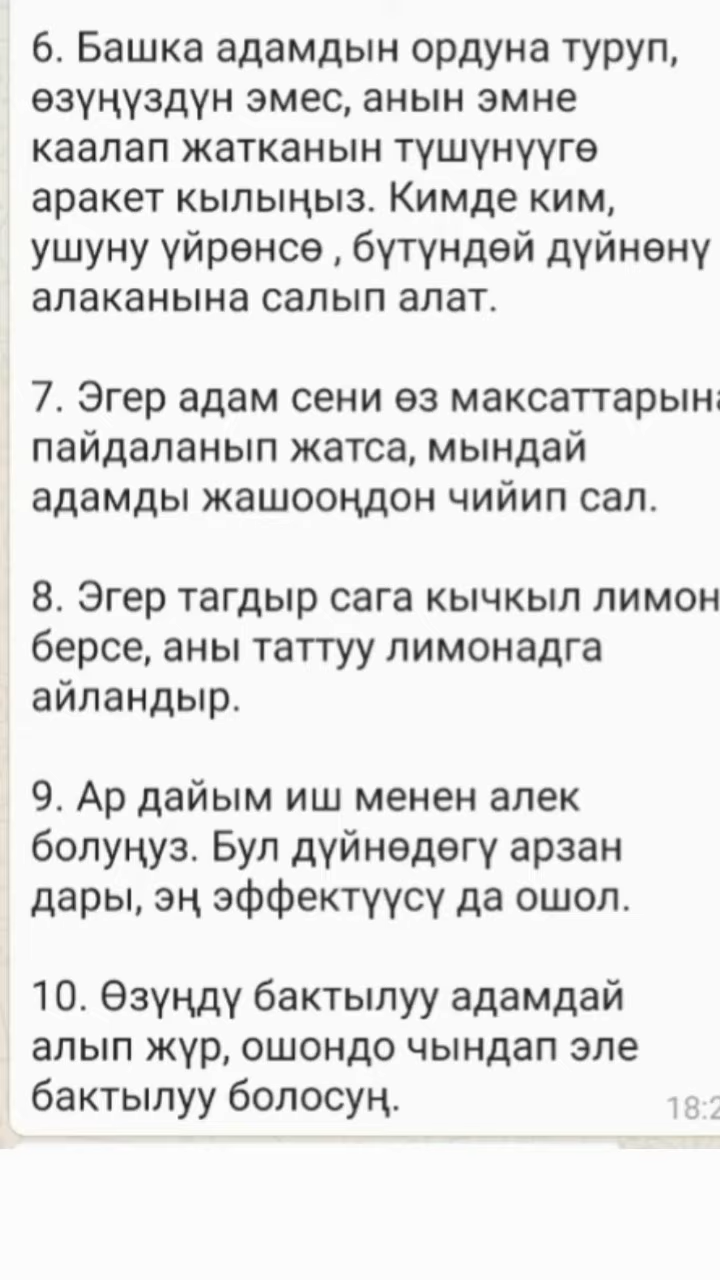 6. Башка адамдын ордуна туруп,
өзүңүздүн эмес, анын эмне
каалап жатканын түшүнүүгө
аракет кылыңыз. Кимде ким,
ушуну үйрөнсө , бүтүндөй дүйнөнү
алаканына салып алат.
7. Эгер адам сени өз максаттарына
пайдаланып жатса, мындай
адамды жашооңдон чийип сал.
8. Эгер тагдыр сага кычкыл лимон
берсе, аны таттуу лимонадга
айландыр.
9. Ар дайым иш менен алек
болуңуз. Бул дүйнөдөгү арзан
дары, эң эффектүүсү да ошол.
10. Өзүңдү бактылуу адамдай
алып жүр, ошондо чындап эле
бактылуу болосуң.